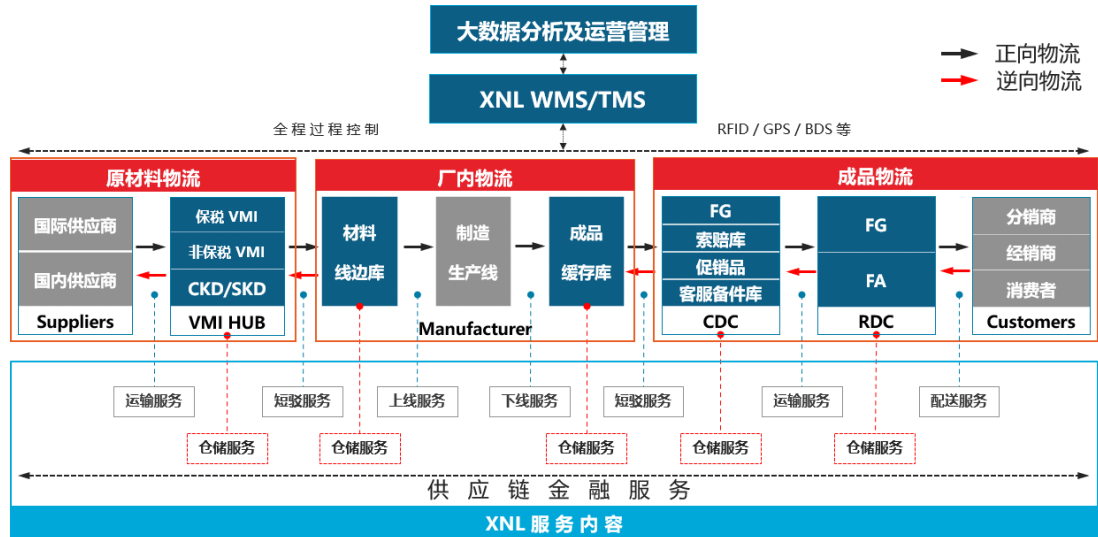 大数据分析及运营管理
正向物流
逆向物流
XNL WMS/TMS
全程过程控制
RFID / GPS / BDS 等
原材料物流
厂内物流
成品物流
国际供应商
国内供应商
Suppliers
保税 VMI
非保税 VMI
CKD/SKD
VMI HUB
材料
线边库
制造
生产线
成品
缓存库
Manufacturer
FG
索赔库
促销品
客服备件库
CDC
FG
FA
RDC
分销商
经销商
消费者
Customers
运输服务
短驳服务
上线服务
下线服务
短驳服务
运输服务
配送服务
仓储服务
仓储服务
仓储服务
仓储服务
仓储服务
供应链金融服务
XNL 服务内容